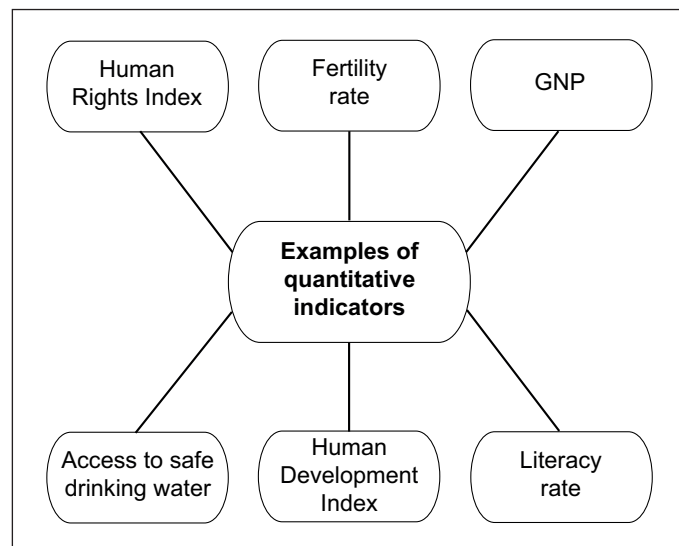 Human
Rights Index
Fertility
rate
GNP
Examples of
quantitative
indicators
Access to safe
drinking water
Human
Development
Index
Literacy
rate